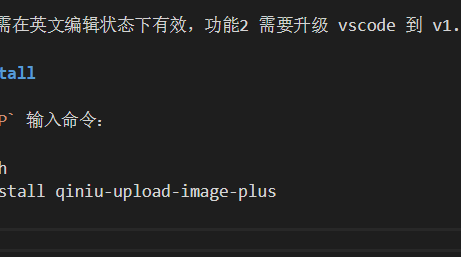 需在英文编辑状态下有效，功能2 需要升级 vscode 到 v1.
tall
P` 输入命令：
h
stall qiniu-upload-image-plus